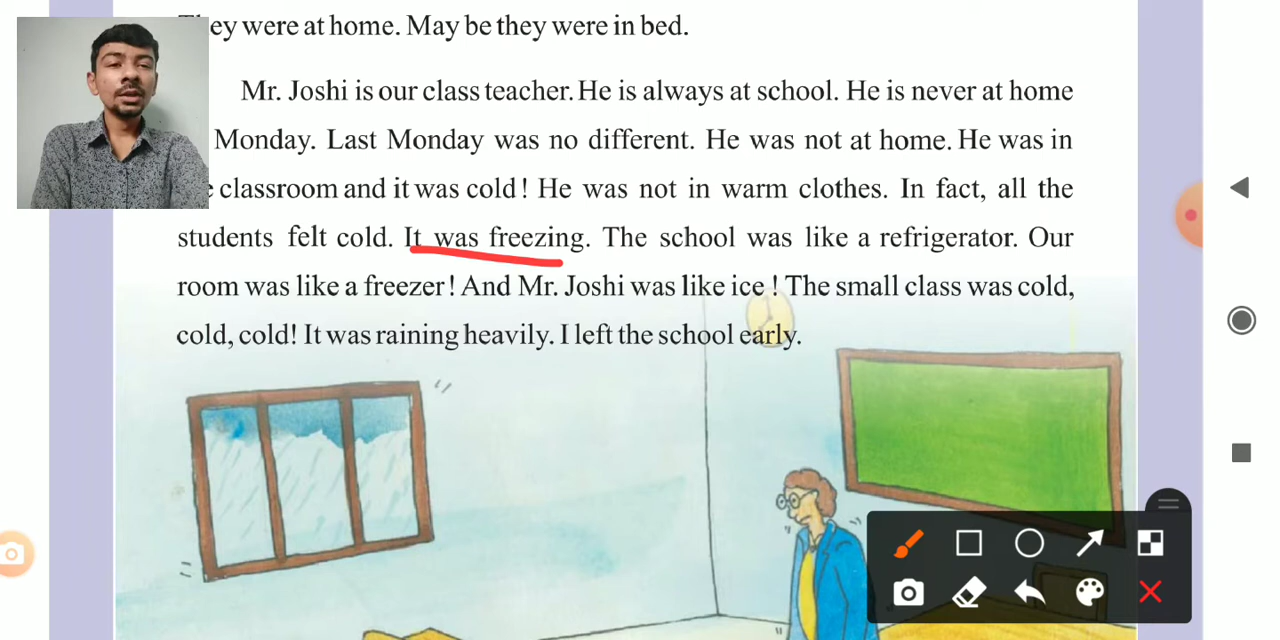 ey were at home. May be they were in bed.
Mr. Joshi is our class teacher. He is always at school. He is never at home
Monday. Last Monday was no different. He was not at home. He was in
classroom and it was cold! He was not in warm clothes. In fact, all the
students felt cold. It was freezing. The school was like a refrigerator. Our
room was like a freezer! And Mr. Joshi was like ice! The small class was cold,
cold, cold! It was raining heavily. I left the school early.